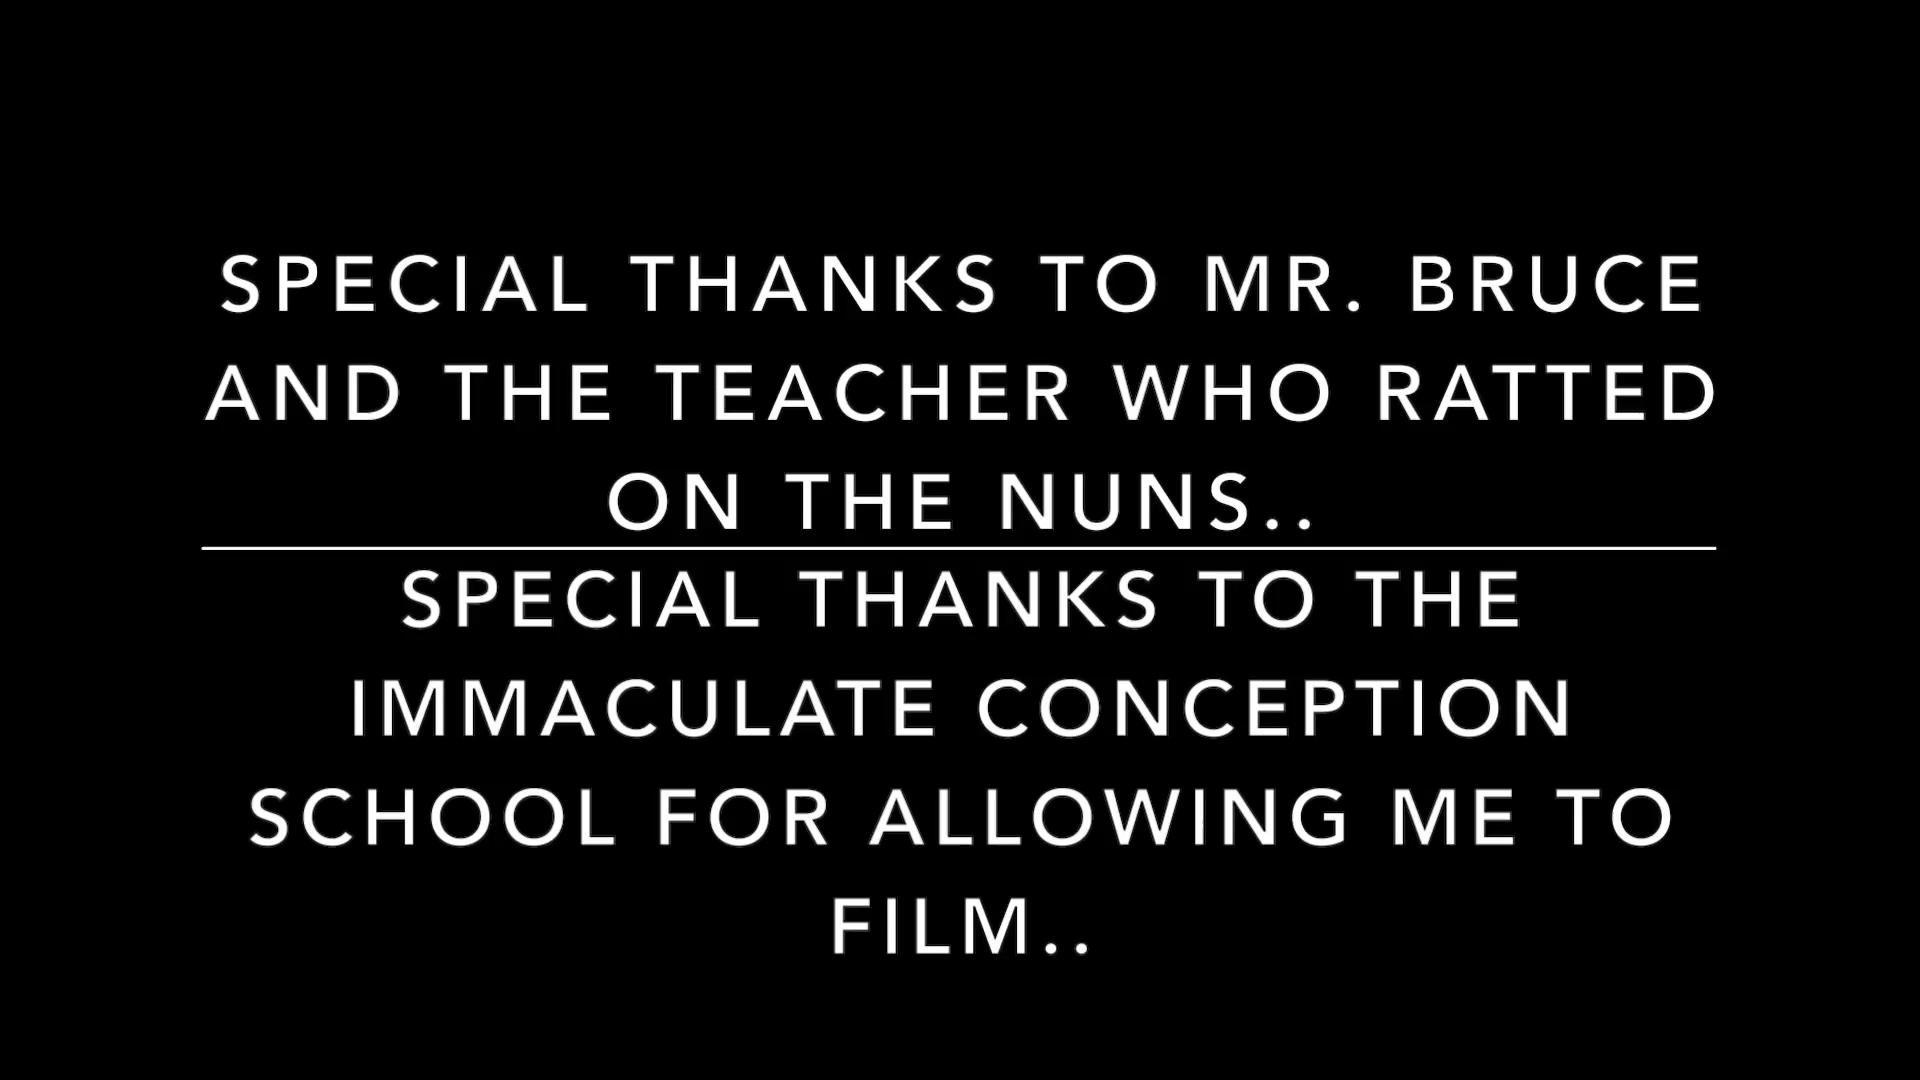 SPECIAL THANKS TO MR. BRUCE
AND THE TEACHER WHO RATTED
ON THE NUNS..
SPECIAL THANKS TO THE
IMMACULATE CONCEPTION
SCHOOL FOR ALLOWING ME TO
FILM..